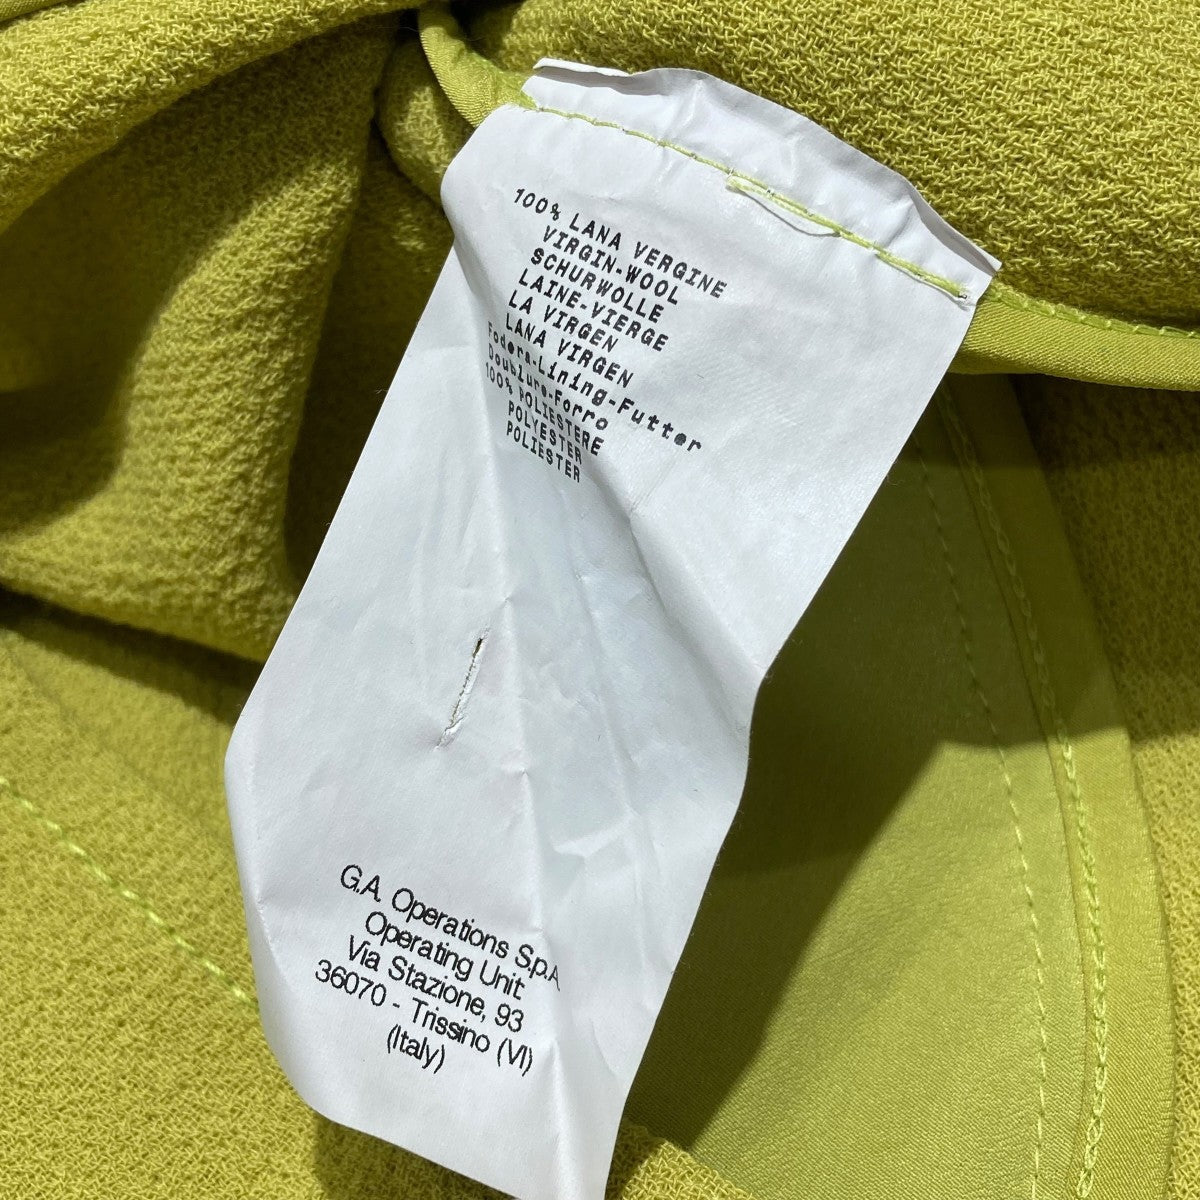 100% LANA VERGINE
VIRGIN-WOOL
SCHURWOLLE
LAINE-VIERGE
LA VIRGEN
LANA VIRGEN
Fodera-Lining-Futter
Doublure-Forro
100% POLIESTERE
POLYESTER
POLIESTER
G.A. Operations S.p.A
Operating Unit
Via Stazione, 93
36070 - Trissino (VI)
(Italy)